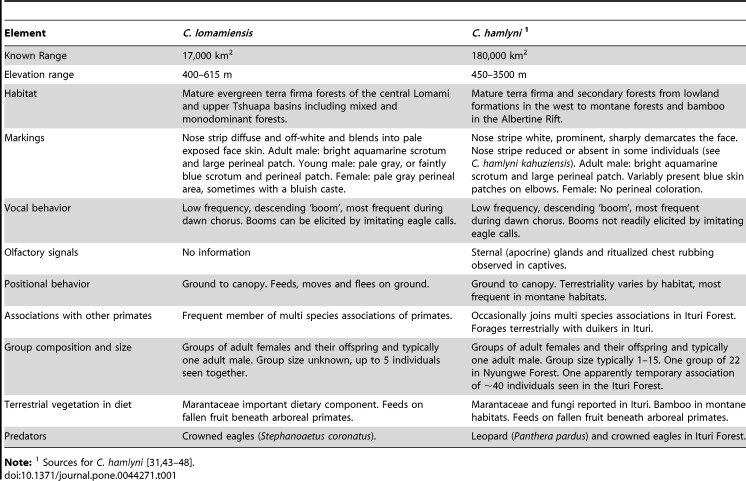 Element C. lomamiensis C. hamlyni 1
Known Range 17,000 km2 180,000 km2
Elevation range 400–615 m 450–3500 m
Habitat Mature evergreen terra firma forests of the central Lomami Mature terra firma and secondary forests from lowland
and upper Tshuapa basins including mixed and formations in the west to montane forests and bamboo
monodominant forests. in the Albertine Rift.
Markings Nose strip diffuse and off-white and blends into pale Nose stripe white, prominent, sharply demarcates the face.
exposed face skin. Adult male: bright aquamarine scrotum Nose stripe reduced or absent in some individuals (see
and large perineal patch. Young male: pale gray, or faintly C. hamlyni kahuziensis). Adult male: bright aquamarine
blue scrotum and perineal patch. Female: pale gray perineal scrotum and large perineal patch. Variably present blue skin
area, sometimes with a bluish caste. patches on elbows. Female: No perineal coloration.
Vocal behavior Low frequency, descending ‘boom’, most frequent during Low frequency, descending ‘boom’, most frequent
dawn chorus. Booms can be elicited by imitating eagle calls. during dawn chorus. Booms not readily elicited by imitating
eagle calls.
Olfactory signals No information Sternal (apocrine) glands and ritualized chest rubbing
observed in captives.
Positional behavior Ground to canopy. Feeds, moves and flees on ground. Ground to canopy. Terrestriality varies by habitat, most
frequent in montane habitats.
Associations with other primates Frequent member of multi species associations of primates. Occasionally joins multi species associations in Ituri Forest.
Forages terrestrially with duikers in Ituri.
Group composition and size Groups of adult females and their offspring and typically Groups of adult females and their offspring and typically
one adult male. Group size unknown, up to 5 individuals one adult male. Group size typically 1–15. One group of 22
seen together. in Nyungwe Forest. One apparently temporary association
of ~40 individuals seen in the Ituri Forest.
Terrestrial vegetation in diet Marantaceae important dietary component. Feeds on Marantaceae and fungi reported in Ituri. Bamboo in montane
fallen fruit beneath arboreal primates. habitats. Feeds on fallen fruit beneath arboreal primates.
Predators Crowned eagles (Stephanoaetus coronatus). Leopard (Panthera pardus) and crowned eagles in Ituri Forest.
Note: 1 Sources for C. hamlyni [31,43–48].
doi:10.1371/journal.pone.0044271.t001